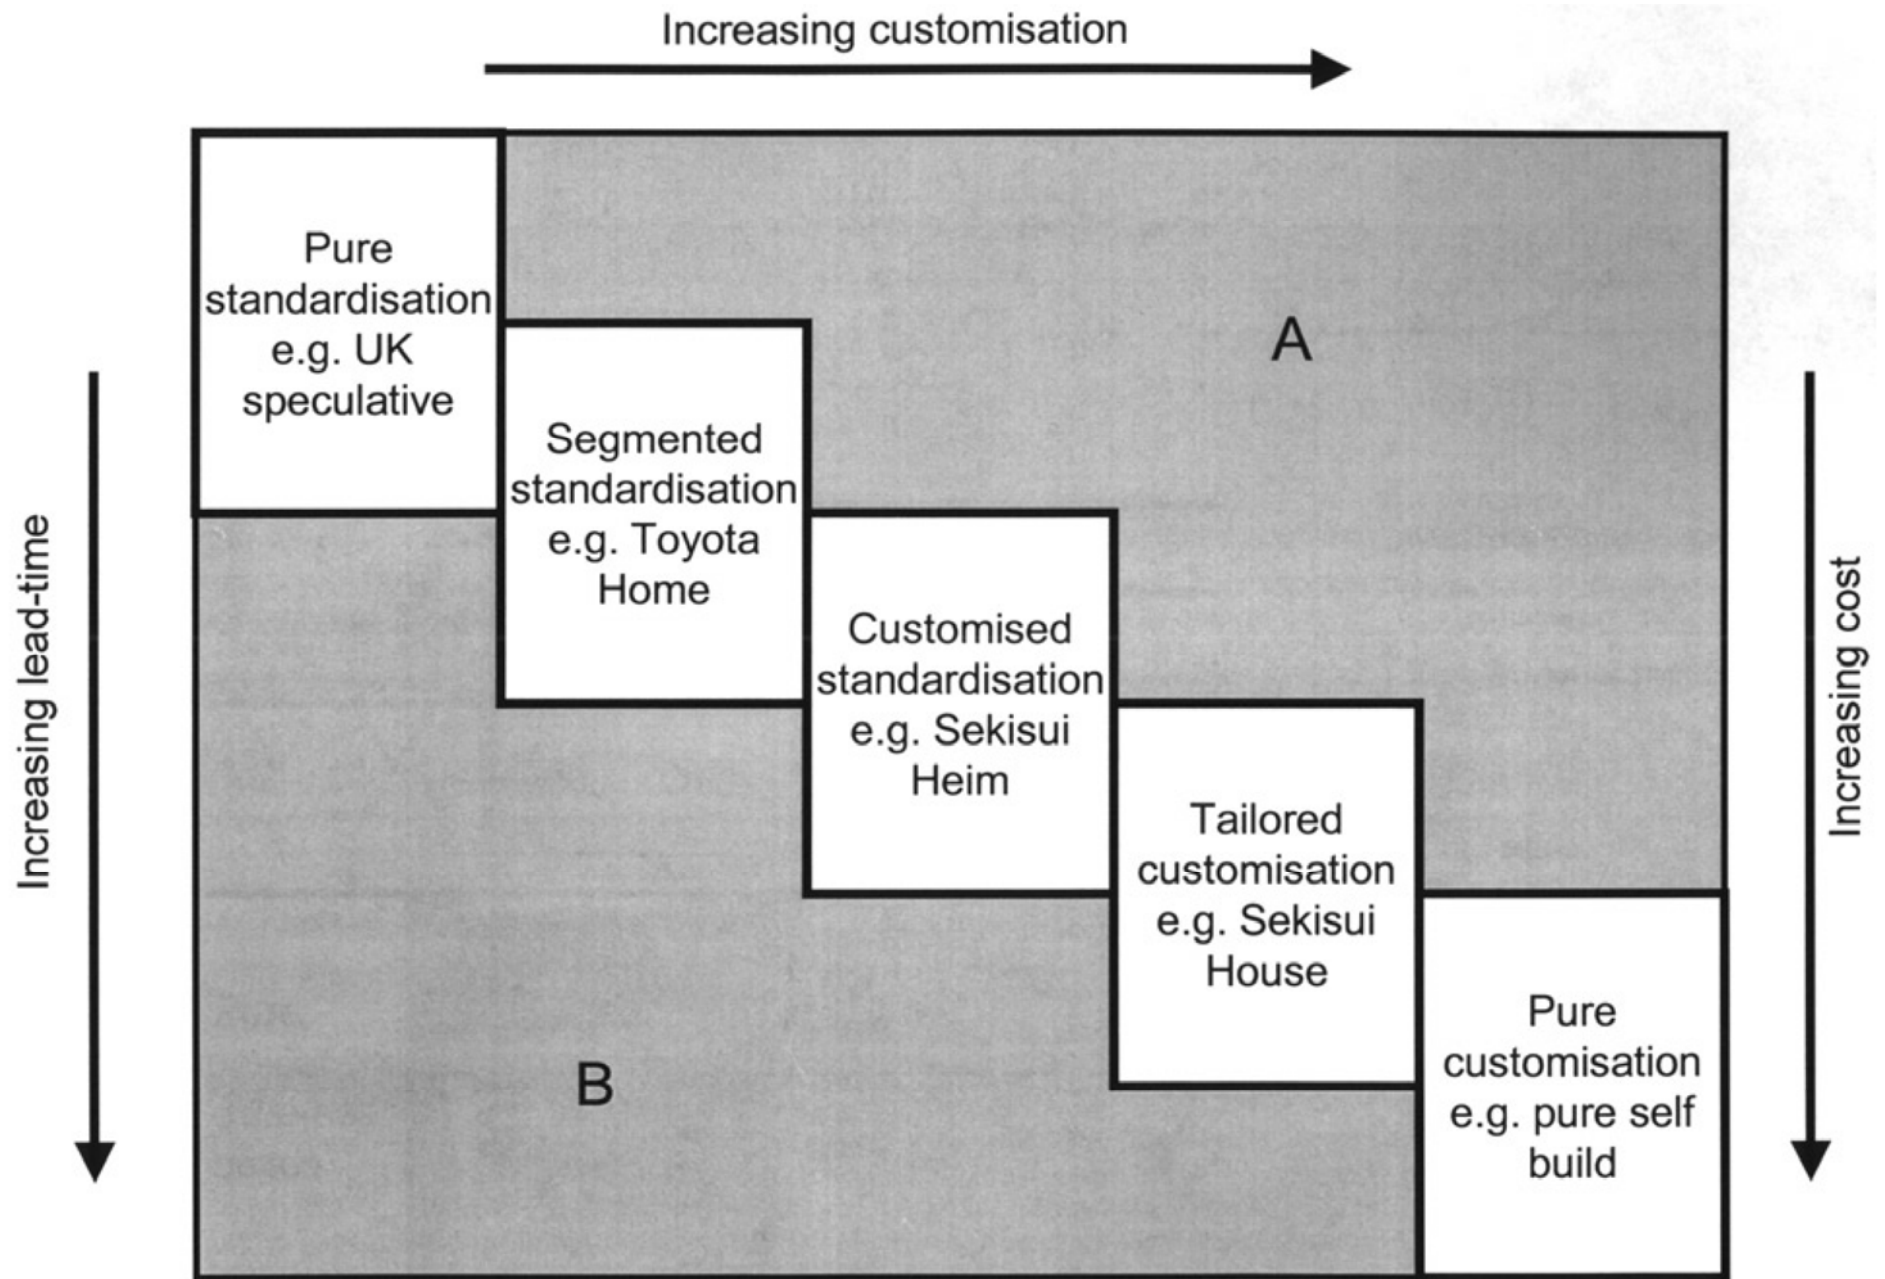 Increasing customisation
Pure
standardisation
e.g. UK
speculative
Segmented
standardisation
e.g. Toyota
Home
Customised
standardisation
e.g. Sekisui
Heim
Tailored
customisation
e.g. Sekisui
House
Pure
customisation
e.g. pure self
build
A
B
Increasing lead-time
Increasing cost